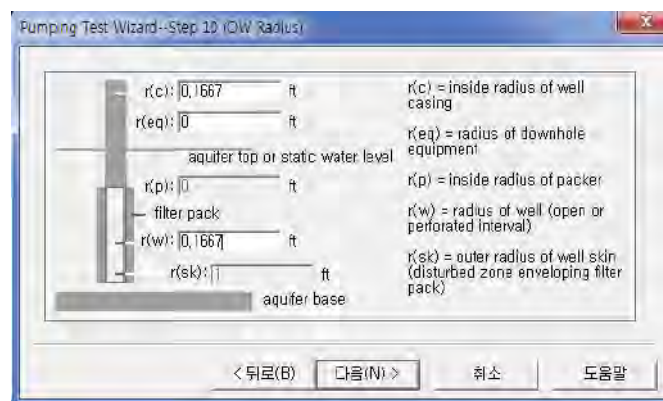 Pumping Test Wizard--Step 10 (OW Radius)
r(c): 0,1667 ft
r(eq): 0 ft
aquifer top or static water level
r(p): 0 ft
filter pack
r(w): 0,1667 ft
r(sk): 1 ft
aquifer base
r(c) = inside radius of well
casing
r(eq) = radius of downhole
equipment
r(p) = inside radius of packer
r(w) = radius of well (open or
perforated interval)
r(sk) = outer radius of well skin
(disturbed zone enveloping filter
pack)
< 뒤로(B)
다음(N) >
취소
도움말